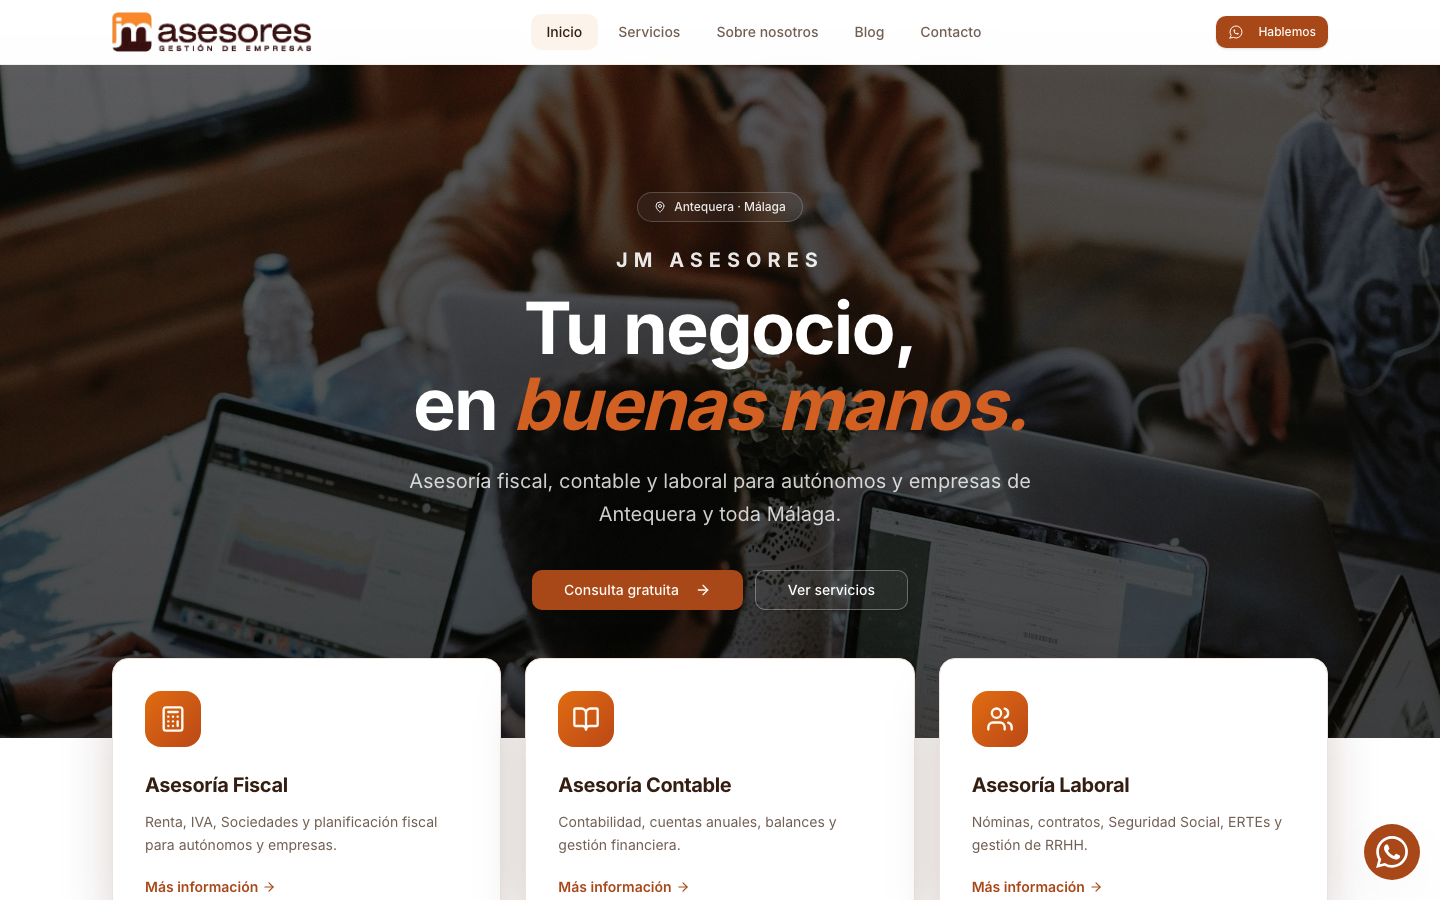 jm asesores
GESTIÓN DE EMPRESAS
Inicio
Servicios
Sobre nosotros
Blog
Contacto
Hablemos
Antequera · Málaga
JM ASESORES
Tu negocio,
en buenas manos.
Asesoría fiscal, contable y laboral para autónomos y empresas de
Antequera y toda Málaga.
Consulta gratuita
Ver servicios
Asesoría Fiscal
Renta, IVA, Sociedades y planificación fiscal
para autónomos y empresas.
Más información
Asesoría Contable
Contabilidad, cuentas anuales, balances y
gestión financiera.
Más información
Asesoría Laboral
Nóminas, contratos, Seguridad Social, ERTEs y
gestión de RRHH.
Más información